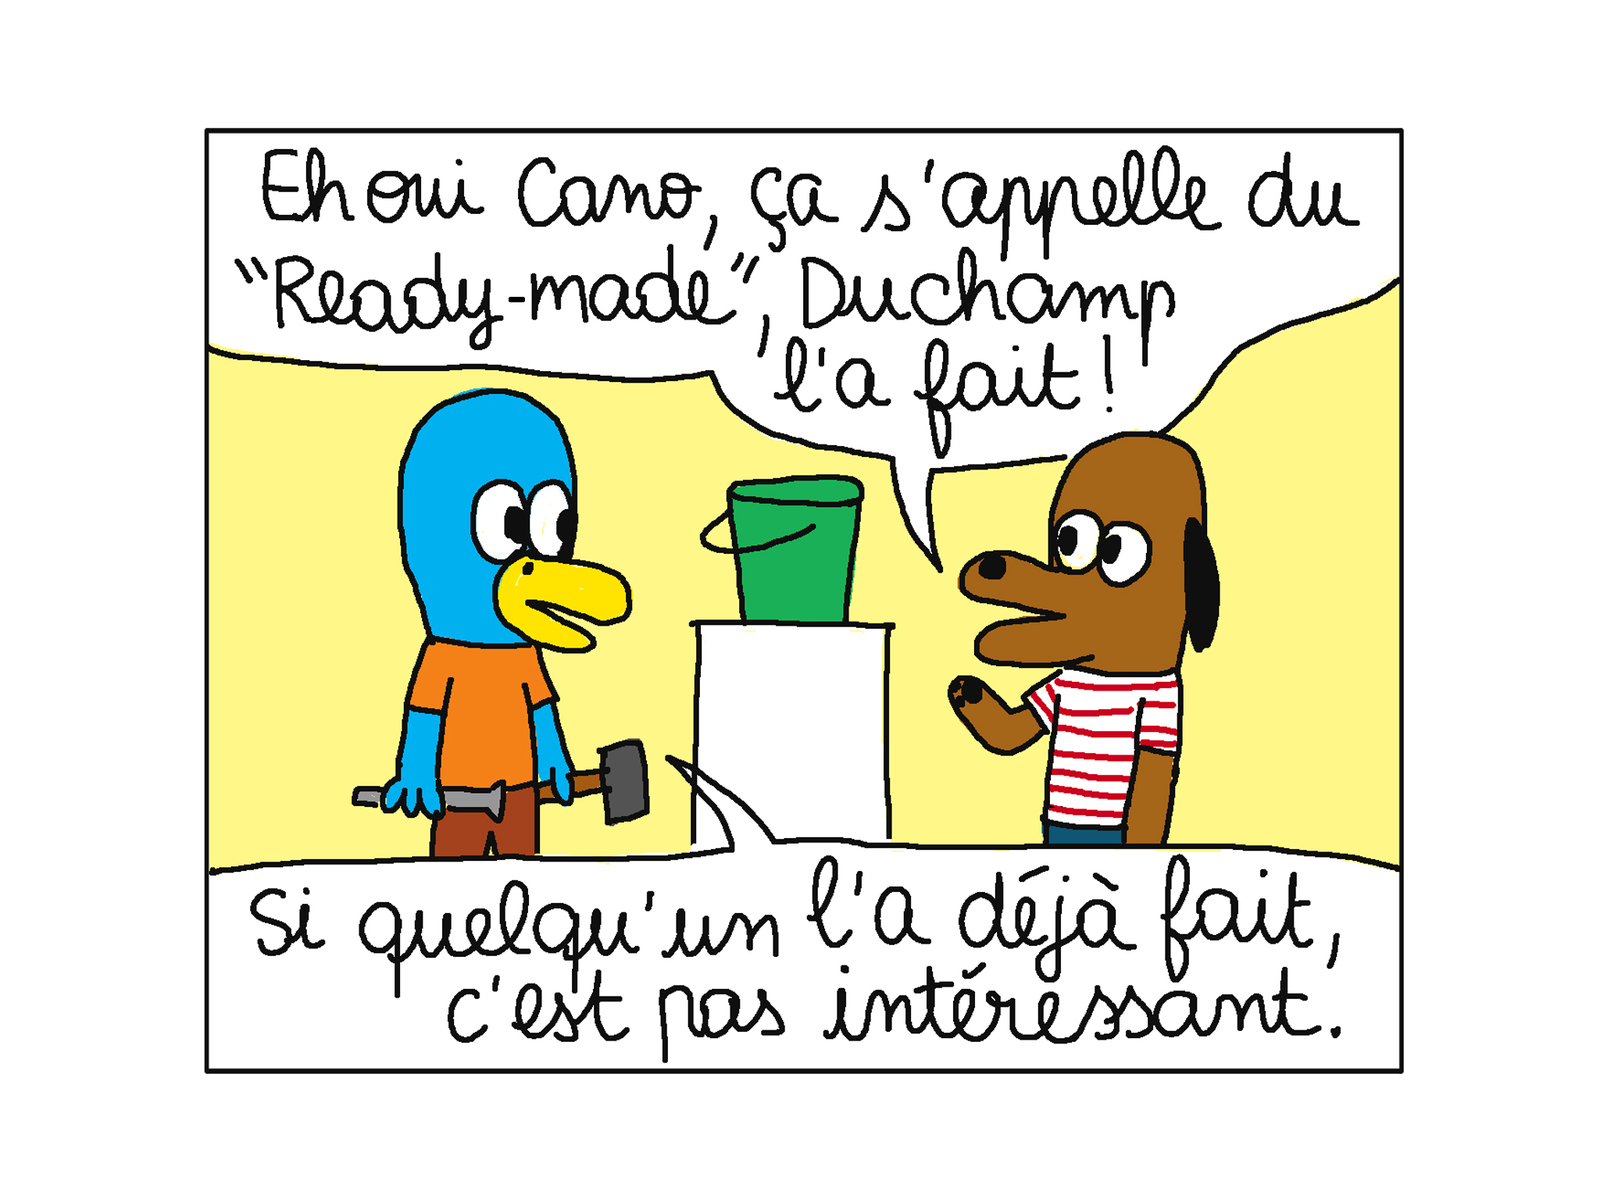 Eh oui Cano, ça s'appelle du
"Ready-made", Duchamp
l'a fait !
Si quelqu'un l'a déjà fait,
c'est pas intéressant.